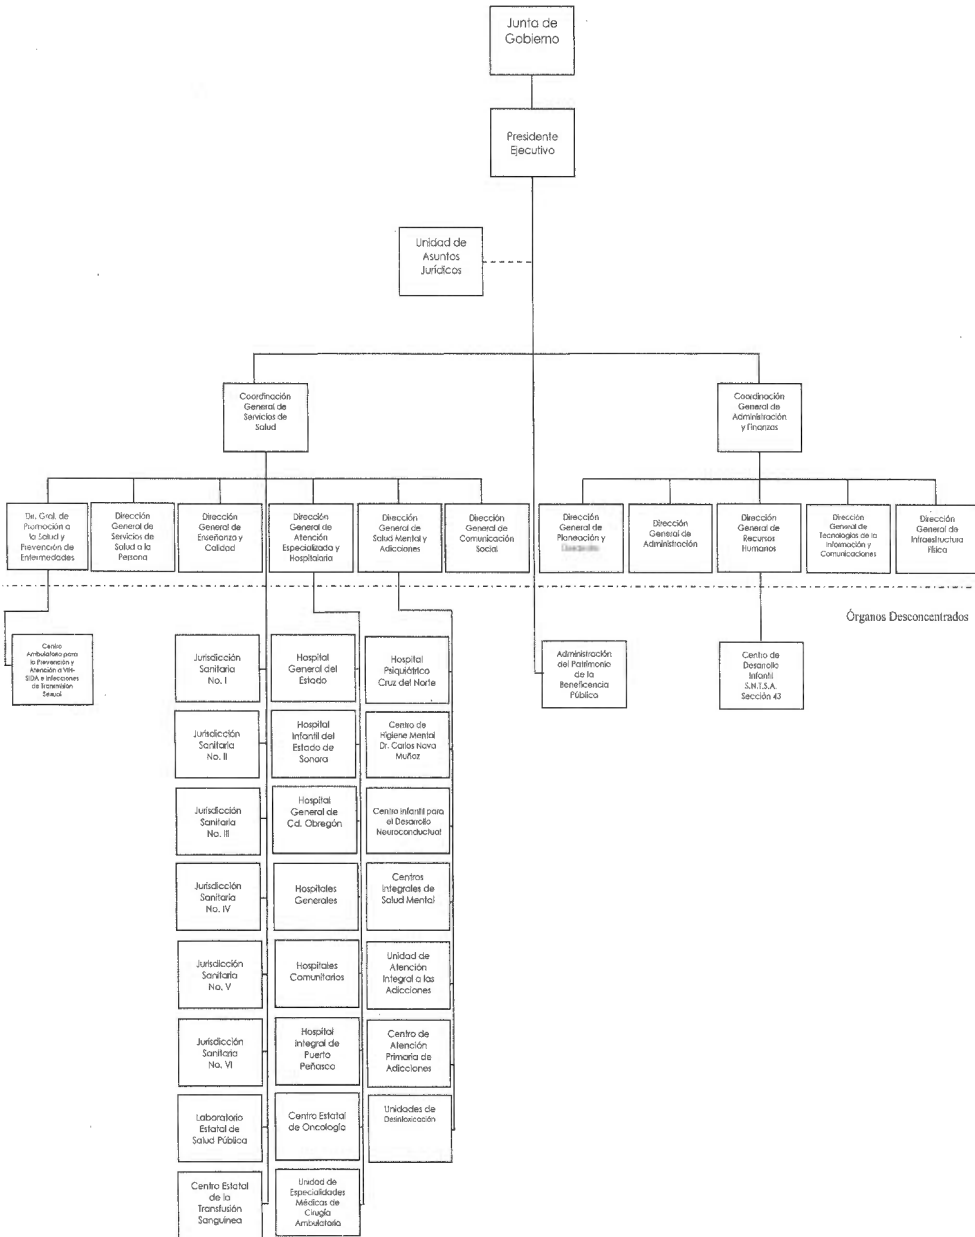 Junta de
Gobierno
Presidente
Ejecutivo
Unidad de
Asuntos
Jurídicos
Coordinación
General de
Servicios de
Salud
Coordinación
General de
Administración
y Finanzas
Dir. Gral. de
Promoción a
la Salud y
Prevención de
Enfermedades
Dirección
General de
Servicios de
Salud a la
Persona
Dirección
General de
Enseñanza y
Calidad
Dirección
General de
Atención
Especializada y
Hospitalaria
Dirección
General de
Salud Mental y
Adicciones
Dirección
General de
Comunicación
Social
Dirección
General de
Planeación y
Dirección
General de
Administración
Dirección
General de
Recursos
Humanos
Dirección
General de
Tecnologías de la
Información y
Comunicaciones
Dirección
General de
Infraestructura
Física
Órganos Desconcentrados
Centro
Ambulatorio para
la Prevención y
Atención a VIH-
SIDA e Infecciones
de Transmisión
Sexual
Jurisdicción
Sanitaria
No. I
Jurisdicción
Sanitaria
No. II
Jurisdicción
Sanitaria
No. III
Jurisdicción
Sanitaria
No. IV
Jurisdicción
Sanitaria
No. V
Jurisdicción
Sanitaria
No. VI
Laboratorio
Estatal de
Salud Pública
Centro Estatal
de la
Transfusión
Sanguínea
Hospital
General del
Estado
Hospital
Infantil del
Estado de
Sonora
Hospital
General de
Cd. Obregón
Hospitales
Generales
Hospitales
Comunitarios
Hospital
Integral de
Puerto
Peñasco
Centro Estatal
de Oncología
Unidad de
Especialidades
Médicas de
Cirugía
Ambulatoria
Hospital
Psiquiátrico
Cruz del Norte
Centro de
Higiene Mental
Dr. Carlos Nava
Muñoz
Centro Infantil para
el Desarrollo
Neuroconductual
Centros
Integrales de
Salud Mental
Unidad de
Atención
Integral a las
Adicciones
Centro de
Atención
Primaria de
Adicciones
Unidades de
Desintoxicación
Administración
del Patrimonio
de la
Beneficencia
Pública
Centro de
Desarollo
Infantil
S.N.T.S.A.
Sección 43